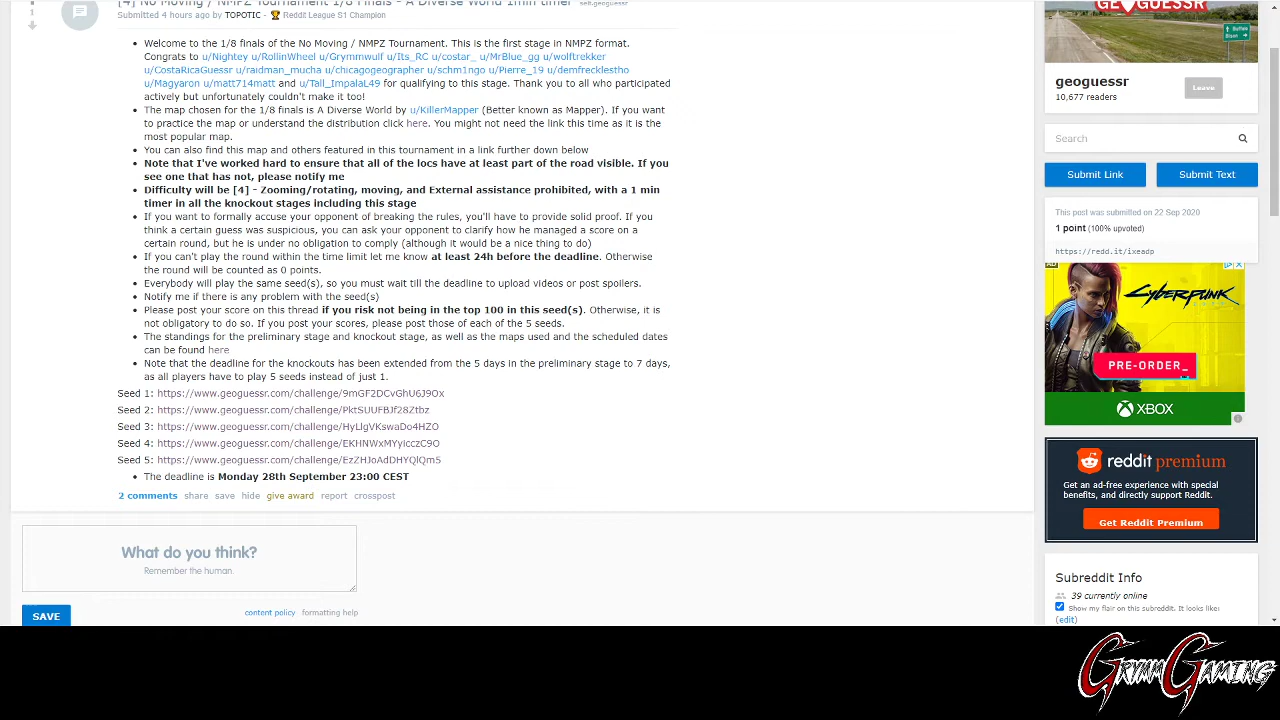 [4] No Moving / NMPZ Tournament 1/8 Finals - A Diverse World 1min timer self.geoguessr
1
Submitted 4 hours ago by TOPOTIC - 🏆 Reddit League S1 Champion
• Welcome to the 1/8 finals of the No Moving / NMPZ Tournament. This is the first stage in NMPZ format.
Congrats to u/Nightey u/RollinWheel u/Grymmwulf u/Its_RC u/costar_ u/MrBlue_gg u/wolftrekker
u/CostaRicaGuessr u/raidman_mucha u/chicagogeographer u/schm1ngo u/Pierre_19 u/demfrecklestho
u/Magyaron u/matt714matt and u/Tall_ImpalaL49 for qualifying to this stage. Thank you to all who participated
actively but unfortunately couldn't make it too!
• The map chosen for the 1/8 finals is A Diverse World by u/KillerMapper (Better known as Mapper). If you want
to practice the map or understand the distribution click here. You might not need the link this time as it is the
most popular map.
• You can also find this map and others featured in this tournament in a link further down below
• Note that I've worked hard to ensure that all of the locs have at least part of the road visible. If you
see one that has not, please notify me
• Difficulty will be [4] - Zooming/rotating, moving, and External assistance prohibited, with a 1 min
timer in all the knockout stages including this stage
• If you want to formally accuse your opponent of breaking the rules, you'll have to provide solid proof. If you
think a certain guess was suspicious, you can ask your opponent to clarify how he managed a score on a
certain round, but he is under no obligation to comply (although it would be a nice thing to do)
• If you can't play the round within the time limit let me know at least 24h before the deadline. Otherwise
the round will be counted as 0 points.
• Everybody will play the same seed(s), so you must wait till the deadline to upload videos or post spoilers.
• Notify me if there is any problem with the seed(s)
• Please post your score on this thread if you risk not being in the top 100 in this seed(s). Otherwise, it is
not obligatory to do so. If you post your scores, please post those of each of the 5 seeds.
• The standings for the preliminary stage and knockout stage, as well as the maps used and the scheduled dates
can be found here
• Note that the deadline for the knockouts has been extended from the 5 days in the preliminary stage to 7 days,
as all players have to play 5 seeds instead of just 1.
Seed 1: https://www.geoguessr.com/challenge/9mGF2DCvGhU6J9Ox
Seed 2: https://www.geoguessr.com/challenge/PktSUUFBJf28Ztbz
Seed 3: https://www.geoguessr.com/challenge/HyLlgVKswaDo4HZO
Seed 4: https://www.geoguessr.com/challenge/EKHNWxMYyIcczC9O
Seed 5: https://www.geoguessr.com/challenge/EzZHJoAdDHYQlQmS
• The deadline is Monday 28th September 23:00 CEST
2 comments share save hide give award report crosspost
What do you think?
Remember the human.
content policy formatting help
SAVE
GEOGUESSR
geoguessr
10,677 readers
Leave
Search
Submit Link
Submit Text
This post was submitted on 22 Sep 2020
1 point (100% upvoted)
https://redd.it/ixeadp
AD
CYBERPUNK
PRE-ORDER_
XBOX
reddit premium
Get an ad-free experience with special
benefits, and directly support Reddit.
Get Reddit Premium
Subreddit Info
39 currently online
Show my flair on this subreddit. It looks like:
(edit)
GrymGaming